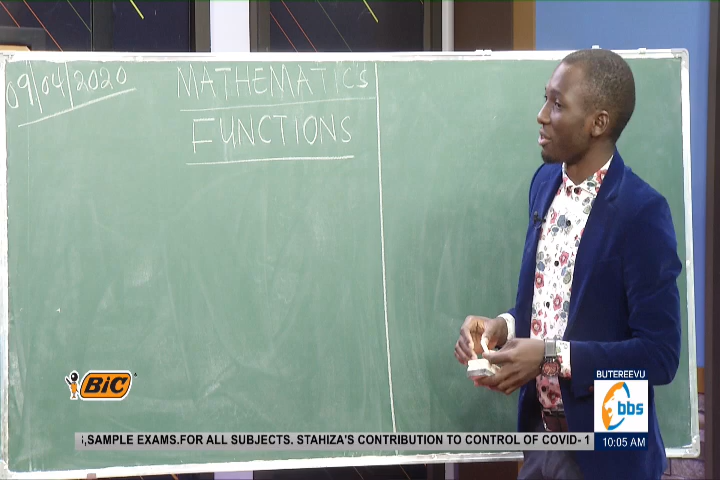 09/04/2020
MATHEMATICS
FUNCTIONS
BiC
BUTEREEVU
bbs
10:05 AM
,SAMPLE EXAMS.FOR ALL SUBJECTS. STAHIZA'S CONTRIBUTION TO CONTROL OF COVID- 1